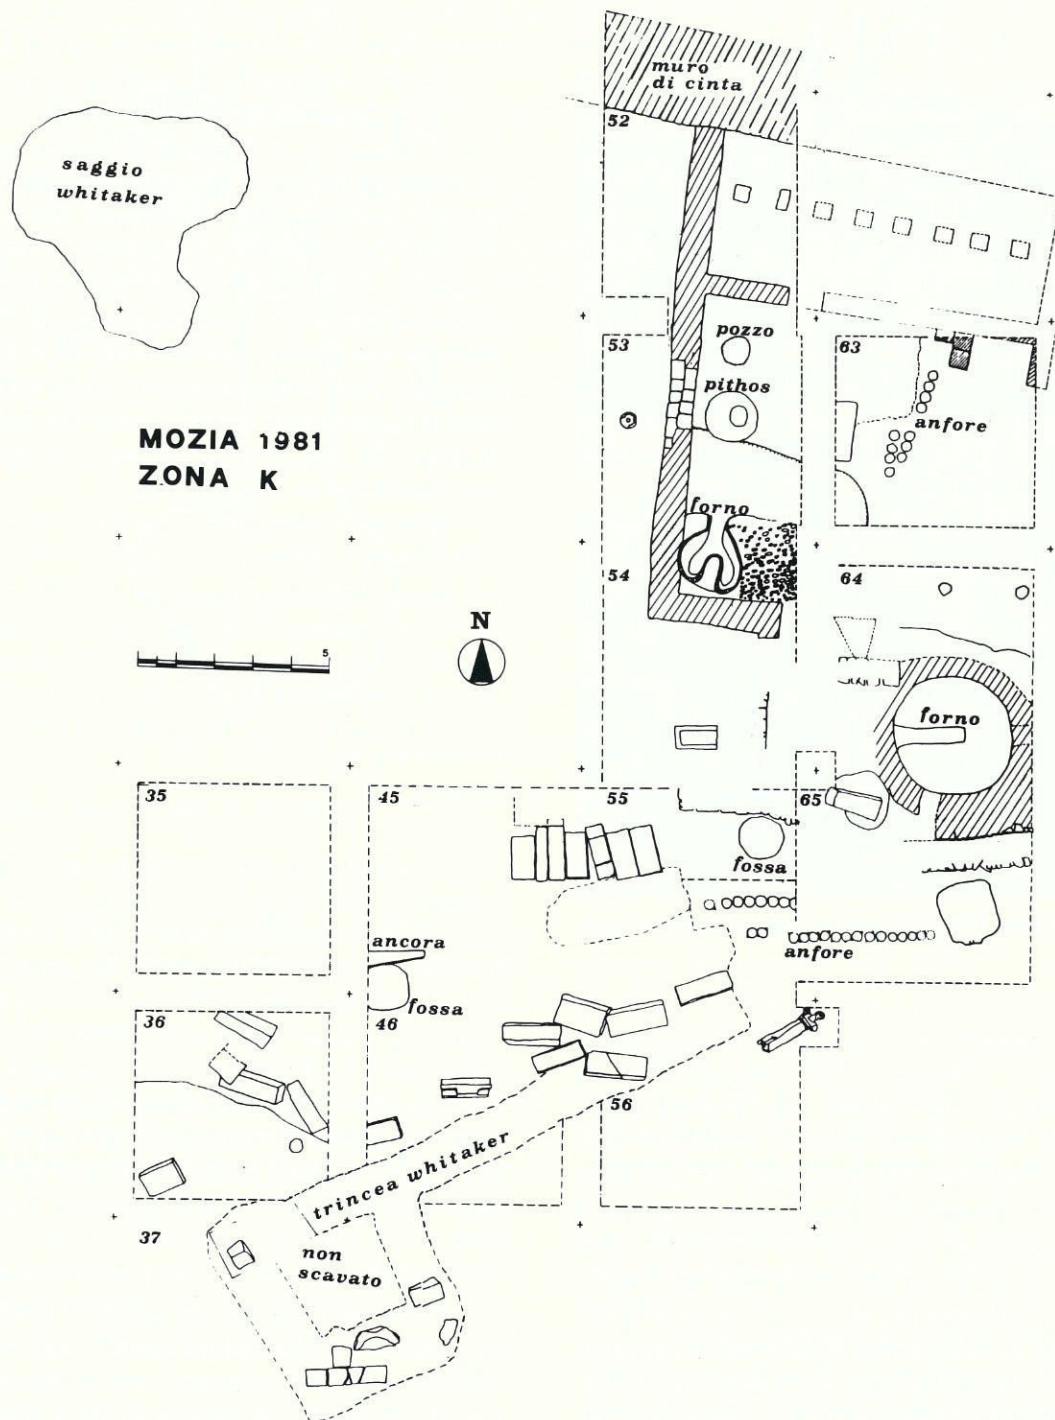 muro
di cinta
52
saggio
whitaker
53
pozzo
63
pithos
anfore
MOZIA 1981
ZONA K
forno
54
64
N
5
forno
35
45
55
65
fossa
ancora
anfore
fossa
36
46
56
trincea whitaker
37
non
scavato